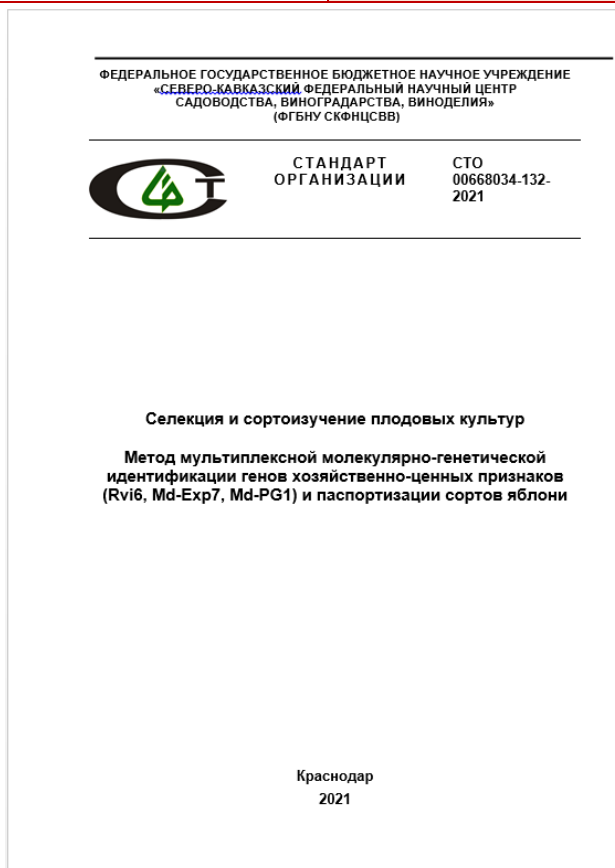 ФЕДЕРАЛЬНОЕ ГОСУДАРСТВЕННОЕ БЮДЖЕТНОЕ НАУЧНОЕ УЧРЕЖДЕНИЕ
«СЕВЕРО-КАВКАЗСКИЙ ФЕДЕРАЛЬНЫЙ НАУЧНЫЙ ЦЕНТР
САДОВОДСТВА, ВИНОГРАДАРСТВА, ВИНОДЕЛИЯ»
(ФГБНУ СКФНЦСВВ)
СТАНДАРТ
ОРГАНИЗАЦИИ
СТО
00668034-132-
2021
Селекция и сортоизучение плодовых культур
Метод мультиплексной молекулярно-генетической
идентификации генов хозяйственно-ценных признаков
(Rvi6, Md-Exp7, Md-PG1) и паспортизации сортов яблони
Краснодар
2021